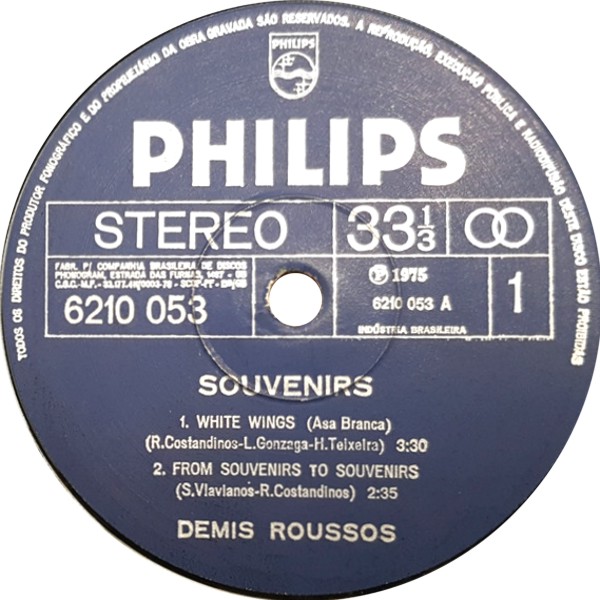 TODOS OS DIREITOS DO PRODUTOR FONOGRÁFICO E DO PROPRIETÁRIO DA OBRA GRAVADA SÃO RESERVADOS. A REPRODUÇÃO, EXECUÇÃO PÚBLICA E RADIODIFUSÃO DÊSTE DISCO ESTÃO PROIBIDAS
PHILIPS
PHILIPS
STEREO 33 1/3
FABR. P/ COMPANHIA BRASILEIRA DE DISCOS
PHONOGRAM, ESTRADA DAS FURNAS,
C.G.C.-M.F.-
6210 053
P 1975
6210 053 A
1
INDÚSTRIA BRASILEIRA
SOUVENIRS
1. WHITE WINGS (Asa Branca)
(R.Costandinos-L.Gonzaga-H.Teixeira) 3:30
2. FROM SOUVENIRS TO SOUVENIRS
(S.Vlavianos-R.Costandinos) 2:35
DEMIS ROUSSOS